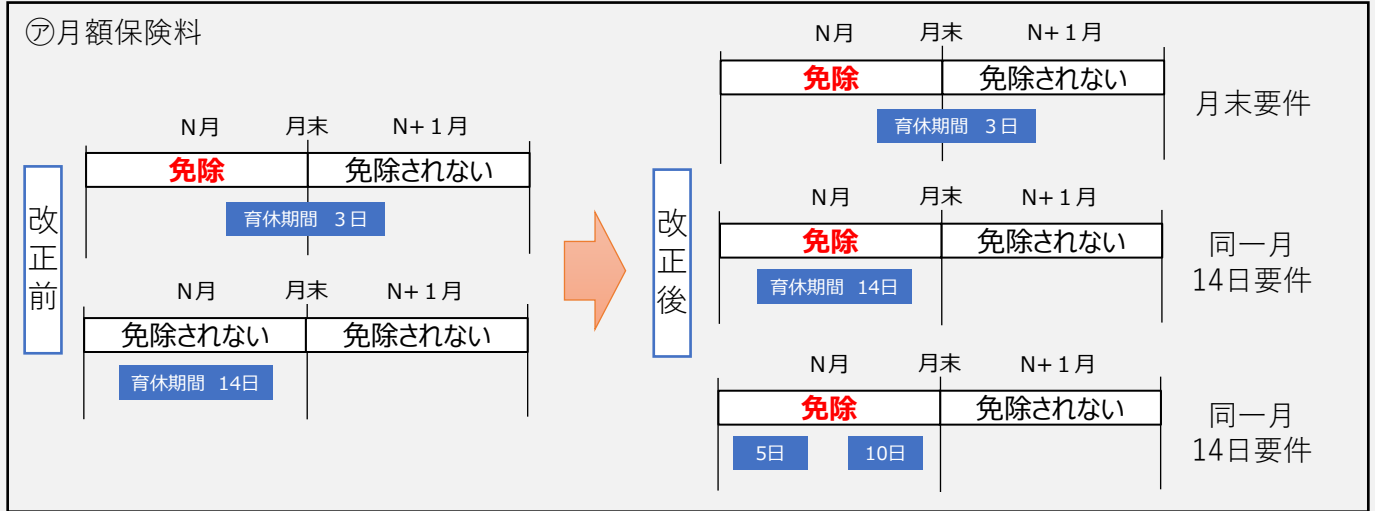 ㋐月額保険料
改正前
N月 月末 N+1月
免除 免除されない
育休期間 3日
N月 月末 N+1月
免除されない 免除されない
育休期間 14日
改正後
N月 月末 N+1月
免除 免除されない
育休期間 3日
月末要件
N月 月末 N+1月
免除 免除されない
育休期間 14日
同一月
14日要件
N月 月末 N+1月
免除 免除されない
5日 10日
同一月
14日要件